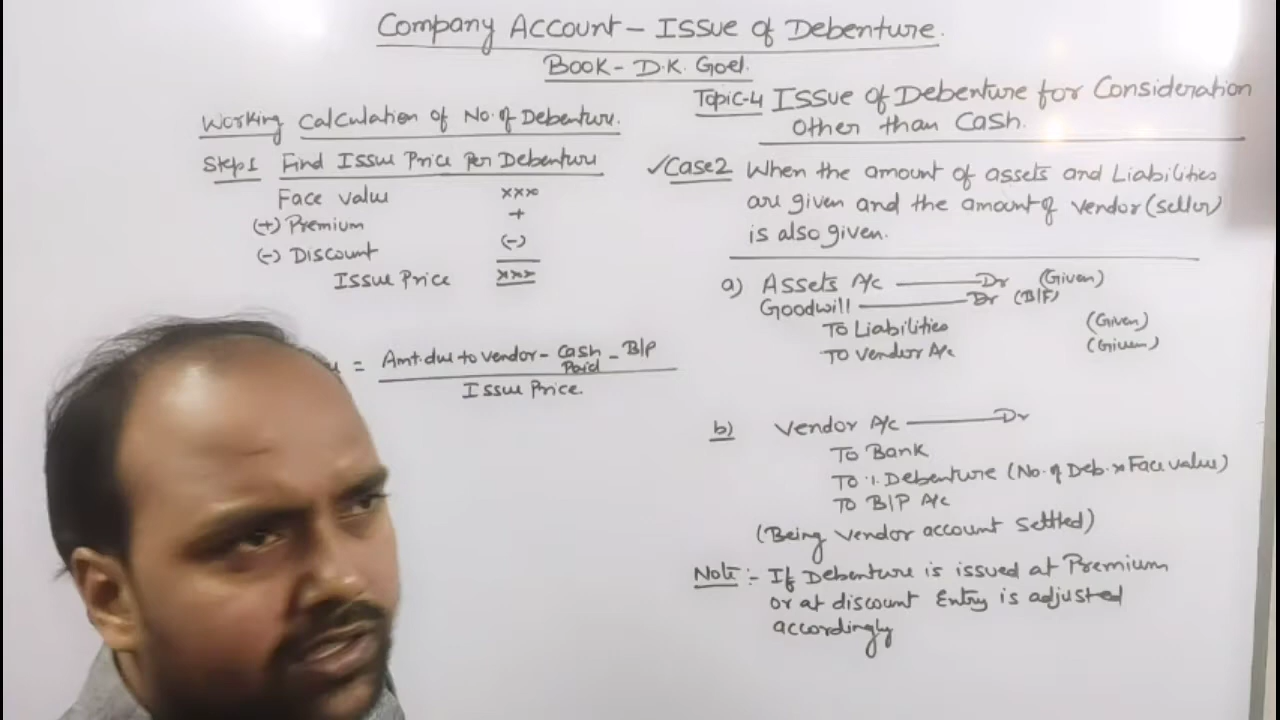 Company Account - Issue of Debenture.
Book - D.K. Goel.
Working Calculation of No. of Debenture.
Step 1 Find Issue Price Per Debenture
Face value xxx
(+) Premium +
(-) Discount (-)
Issue Price xxx
= Amt. due to vendor - Cash Paid - B/P
Issue Price.
Topic-4 Issue of Debenture for Consideration
Other than Cash.
✓Case2 When the amount of assets and Liabilities
are given and the amount of vendor (seller)
is also given.
a) Assets A/c Dr (Given)
Goodwill Dr (B/F)
To Liabilities (Given)
To vendor A/c (Given)
b) Vendor A/c Dr
To Bank
To % Debenture (No. of Deb. x Face value)
To B/P A/c
(Being vendor account settled)
Note :- If Debenture is issued at Premium
or at discount Entry is adjusted
accordingly